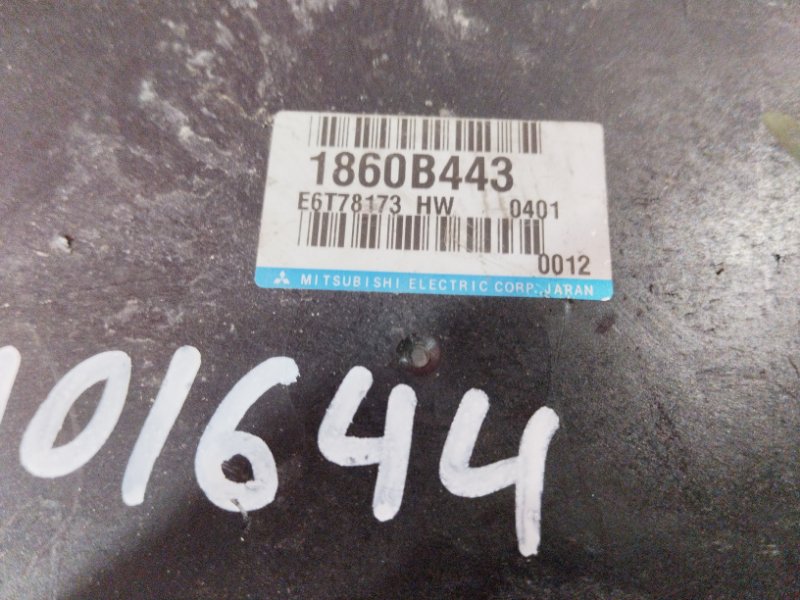 1860B443
E6T78173 HW 0401
0012
MITSUBISHI ELECTRIC CORP. JAPAN
101644